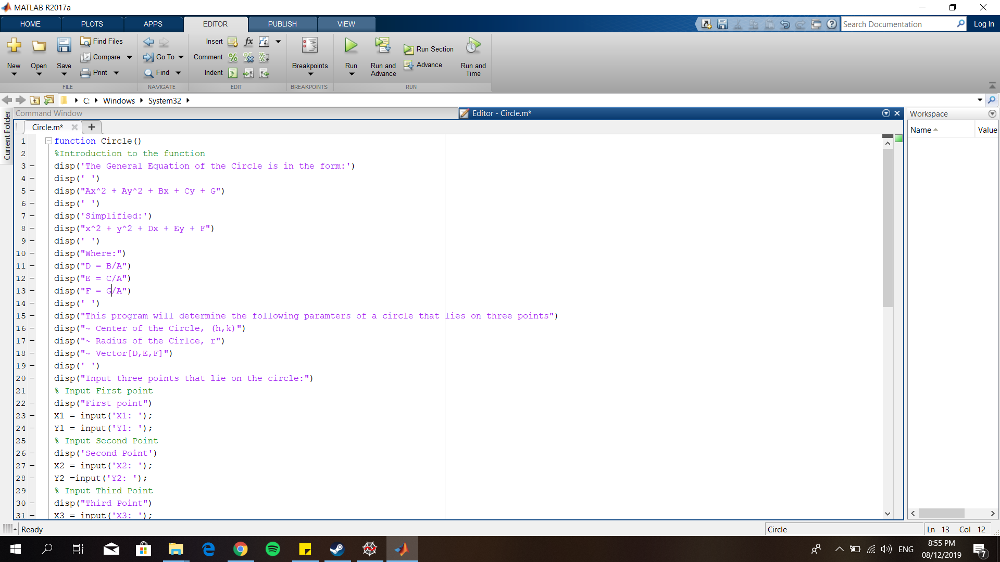 MATLAB R2017a
HOME PLOTS APPS EDITOR PUBLISH VIEW
Search Documentation
Log In
New
Open
Save
Find Files
Compare
Print
FILE
Go To
Find
NAVIGATE
Insert
fx
fi
Comment
Indent
EDIT
Breakpoints
BREAKPOINTS
Run
Run and Advance
Run Section
Advance
Run and Time
RUN
C: Windows System32
Current Folder
Command Window
Editor - Circle.m*
Workspace
Circle.m*
Name Value
1 function Circle()
2 %Introduction to the function
3 – disp('The General Equation of the Circle is in the form:')
4 – disp(' ')
5 – disp("Ax^2 + Ay^2 + Bx + Cy + G")
6 – disp(' ')
7 – disp('Simplified:')
8 – disp("x^2 + y^2 + Dx + Ey + F")
9 – disp(' ')
10 – disp("Where:")
11 – disp("D = B/A")
12 – disp("E = C/A")
13 – disp("F = G/A")
14 – disp(' ')
15 – disp("This program will determine the following paramters of a circle that lies on three points")
16 – disp("~ Center of the Circle, (h,k)")
17 – disp("~ Radius of the Cirlce, r")
18 – disp("~ Vector[D,E,F]")
19 – disp(' ')
20 – disp("Input three points that lie on the circle:")
21 % Input First point
22 – disp("First point")
23 – X1 = input('X1: ');
24 – Y1 = input('Y1: ');
25 % Input Second Point
26 – disp('Second Point')
27 – X2 = input('X2: ');
28 – Y2 =input('Y2: ');
29 % Input Third Point
30 – disp("Third Point")
31 – X3 = input('X3: ');
Ready
Circle
Ln 13 Col 12
ENG
8:55 PM
08/12/2019
7